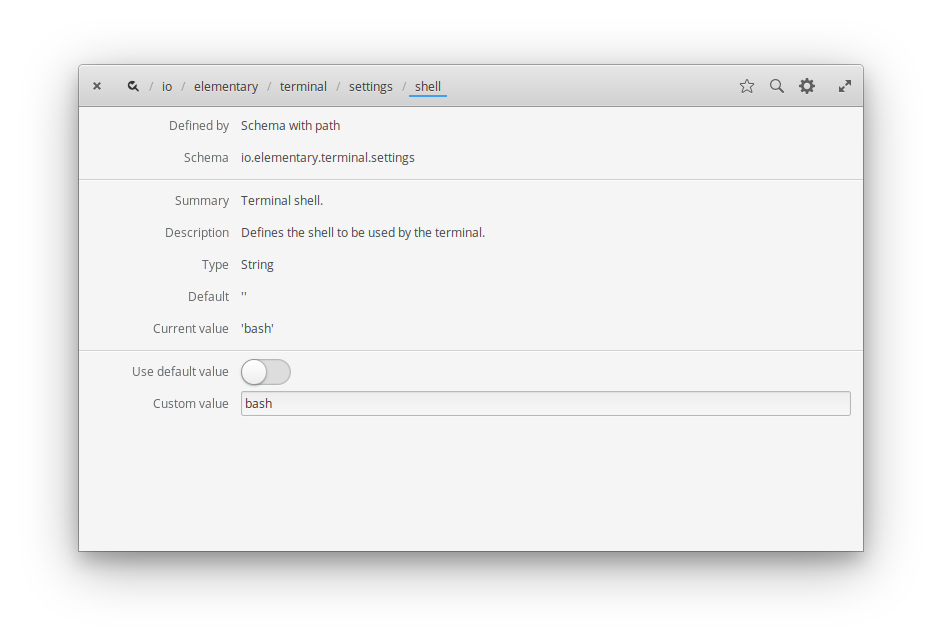 / io / elementary / terminal / settings / shell
Defined by Schema with path
Schema io.elementary.terminal.settings
Summary Terminal shell.
Description Defines the shell to be used by the terminal.
Type String
Default ''
Current value 'bash'
Use default value
Custom value bash